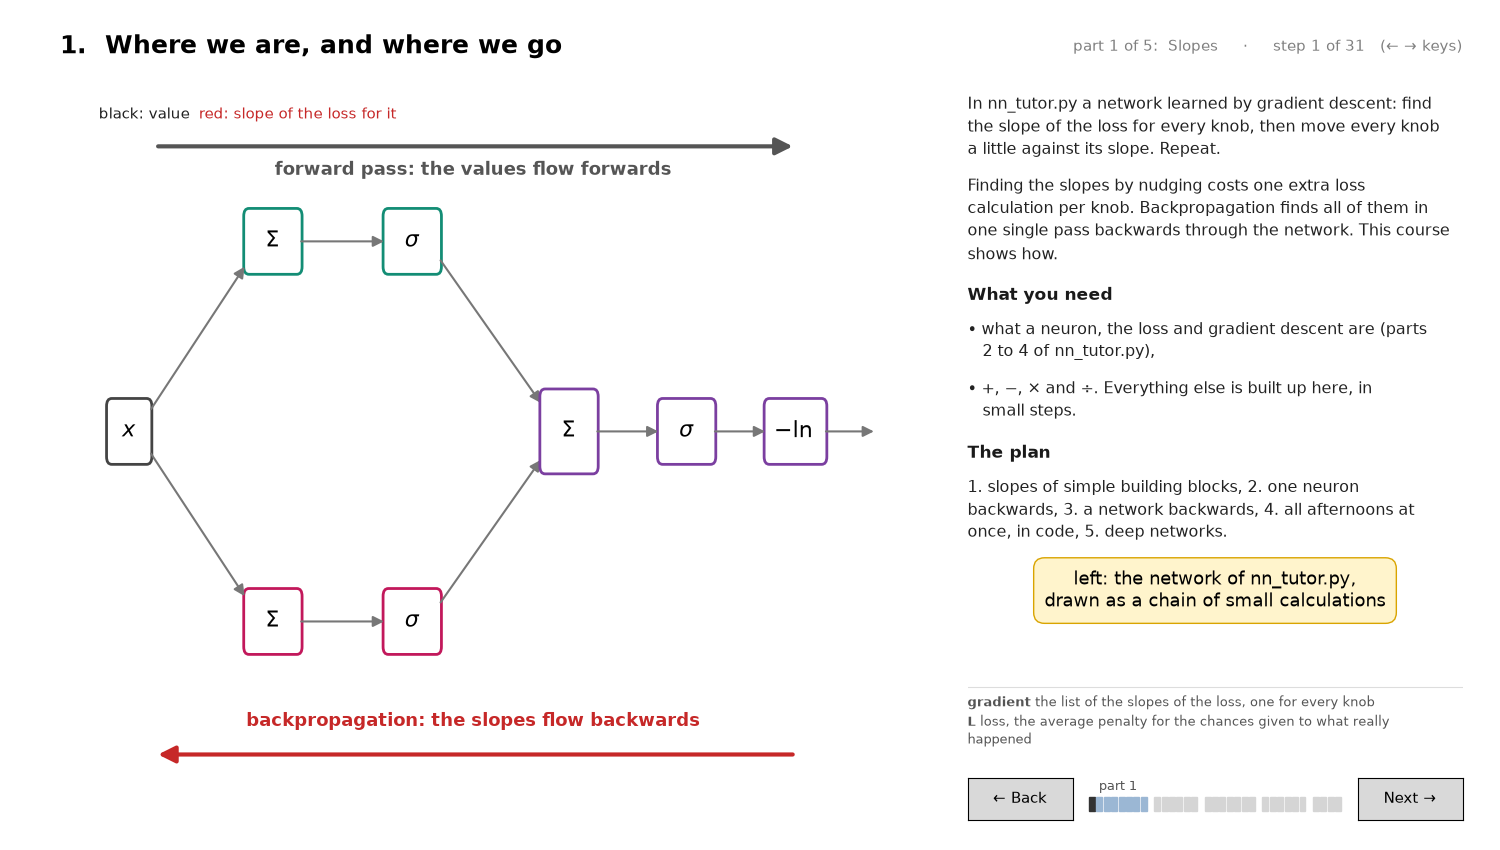 1.  Where we are, and where we go
part 1 of 5:  Slopes  ·  step 1 of 31  (← → keys)
black: value  red: slope of the loss for it
forward pass: the values flow forwards
Σ
σ
x
Σ
σ
−ln
Σ
σ
backpropagation: the slopes flow backwards
In nn_tutor.py a network learned by gradient descent: find
the slope of the loss for every knob, then move every knob
a little against its slope. Repeat.
Finding the slopes by nudging costs one extra loss
calculation per knob. Backpropagation finds all of them in
one single pass backwards through the network. This course
shows how.
What you need
• what a neuron, the loss and gradient descent are (parts
2 to 4 of nn_tutor.py),
• +, −, × and ÷. Everything else is built up here, in
small steps.
The plan
1. slopes of simple building blocks, 2. one neuron
backwards, 3. a network backwards, 4. all afternoons at
once, in code, 5. deep networks.
left: the network of nn_tutor.py,
drawn as a chain of small calculations
gradient the list of the slopes of the loss, one for every knob
L loss, the average penalty for the chances given to what really
happened
← Back
part 1
Next →